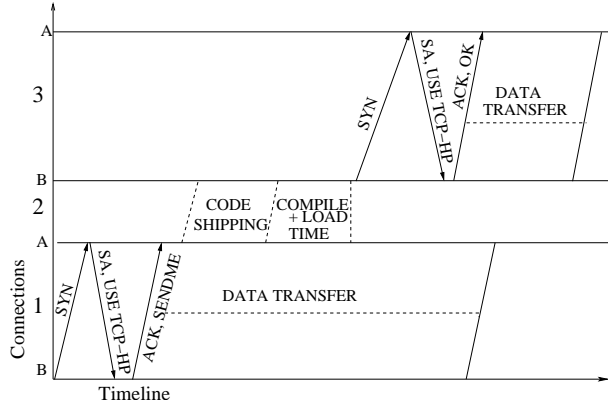 A
3
SYN
SA, USE TCP−HP
ACK, OK
DATA
TRANSFER
B
2
CODE
SHIPPING
COMPILE
+ LOAD
TIME
A
Connections
1
SYN
SA, USE TCP−HP
ACK, SENDME
DATA TRANSFER
B
Timeline